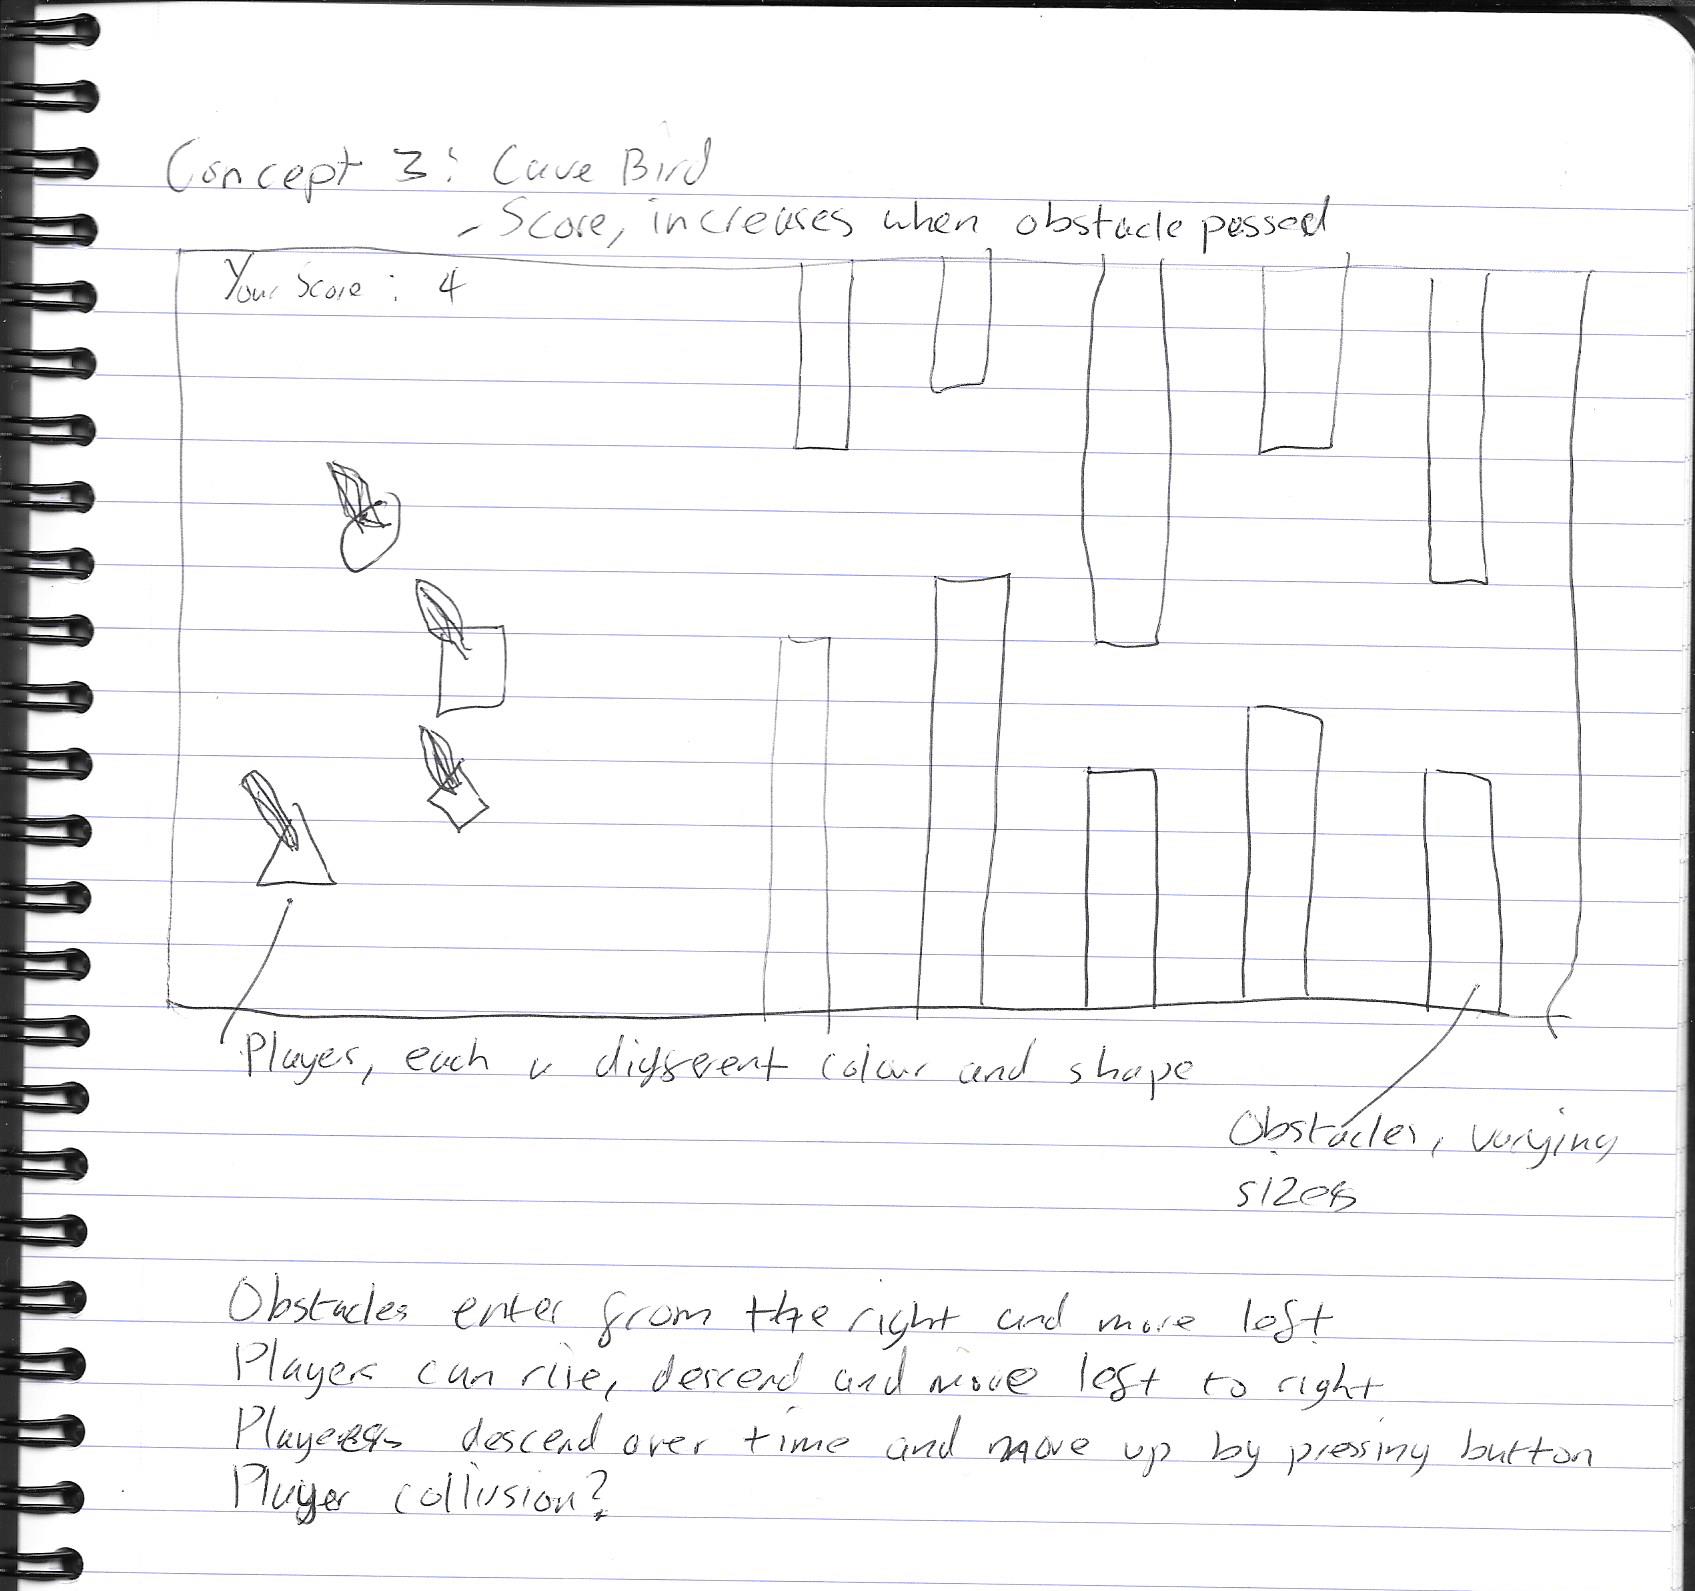 Concept 3: Cave Bird
- Score, increases when obstacle passed
Your Score: 4
Player, each a different colour and shape
Obstacles, varying
sizes
Obstacles enter from the right and move left
Players can rise, descend and move left to right
Players descend over time and move up by pressing button
Player collision?